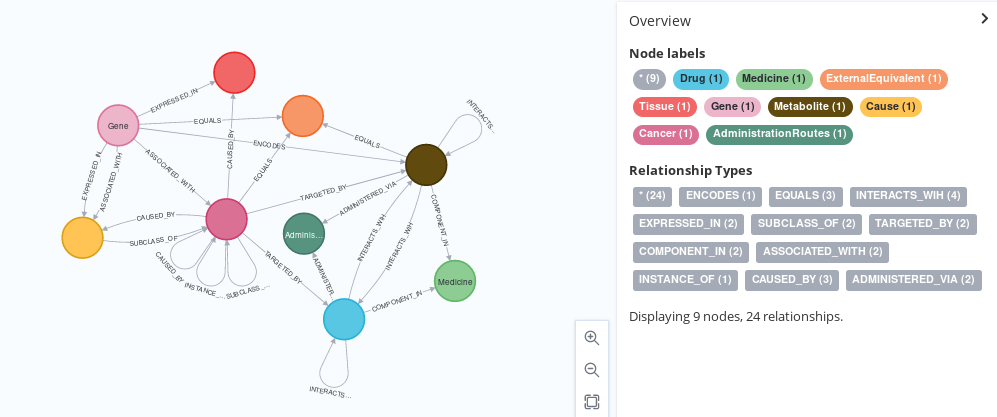 Overview
Node labels
* (9) Drug (1) Medicine (1) ExternalEquivalent (1)
Tissue (1) Gene (1) Metabolite (1) Cause (1)
Cancer (1) AdministrationRoutes (1)
Relationship Types
* (24) ENCODES (1) EQUALS (3) INTERACTS_WIH (4)
EXPRESSED_IN (2) SUBCLASS_OF (2) TARGETED_BY (2)
COMPONENT_IN (2) ASSOCIATED_WITH (2)
INSTANCE_OF (1) CAUSED_BY (3) ADMINISTERED_VIA (2)
Displaying 9 nodes, 24 relationships.
Gene
Adminis...
Medicine
EXPRESSED_IN
EQUALS
ENCODES
EXPRESSED_IN
ASSOCIATED_WITH
ASSOCIATED_WITH
CAUSED_BY
EQUALS
EQUALS
INTERACTS...
TARGETED_BY
ADMINISTERED_VIA
CAUSED_BY
SUBCLASS_OF
CAUSED_BY
INSTANCE_...
SUBCLASS_...
TARGETED_BY
ADMINISTER...
INTERACTS_WIH
INTERACTS_WIH
COMPONENT_IN
COMPONENT_IN
INTERACTS...